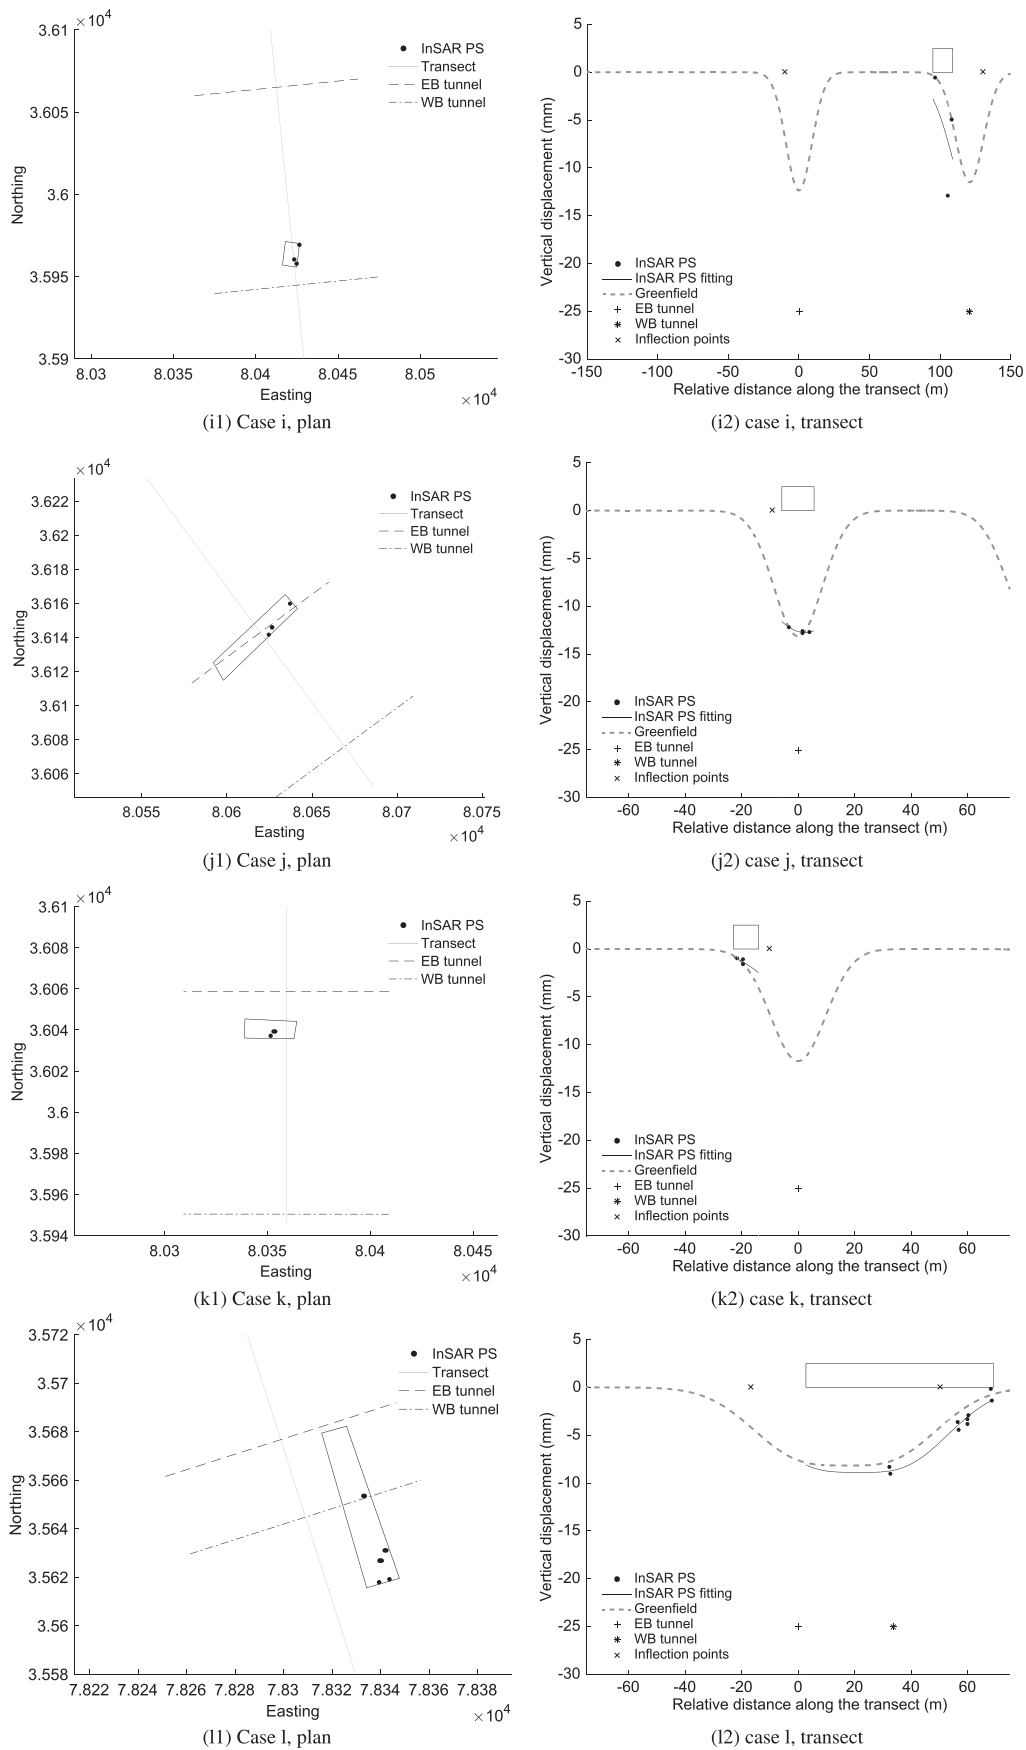 ×10⁴
3.61
3.605
3.6
3.595
3.59
Northing
8.03 8.035 8.04 8.045 8.05
Easting
×10⁴
InSAR PS
Transect
EB tunnel
WB tunnel
(i1) Case i, plan
5
0
-5
-10
-15
-20
-25
-30
Vertical displacement (mm)
-150 -100 -50 0 50 100 150
Relative distance along the transect (m)
InSAR PS
InSAR PS fitting
Greenfield
EB tunnel
WB tunnel
Inflection points
(i2) case i, transect
×10⁴
3.622
3.62
3.618
3.616
3.614
3.612
3.61
3.608
3.606
Northing
8.055 8.06 8.065 8.07 8.075
Easting
×10⁴
InSAR PS
Transect
EB tunnel
WB tunnel
(j1) Case j, plan
5
0
-5
-10
-15
-20
-25
-30
Vertical displacement (mm)
-60 -40 -20 0 20 40 60
Relative distance along the transect (m)
InSAR PS
InSAR PS fitting
Greenfield
EB tunnel
WB tunnel
Inflection points
(j2) case j, transect
×10⁴
3.61
3.608
3.606
3.604
3.602
3.6
3.598
3.596
3.594
Northing
8.03 8.035 8.04 8.045
Easting
×10⁴
InSAR PS
Transect
EB tunnel
WB tunnel
(k1) Case k, plan
5
0
-5
-10
-15
-20
-25
-30
Vertical displacement (mm)
-60 -40 -20 0 20 40 60
Relative distance along the transect (m)
InSAR PS
InSAR PS fitting
Greenfield
EB tunnel
WB tunnel
Inflection points
(k2) case k, transect
×10⁴
3.572
3.57
3.568
3.566
3.564
3.562
3.56
3.558
Northing
7.822 7.824 7.826 7.828 7.83 7.832 7.834 7.836 7.838
Easting
×10⁴
InSAR PS
Transect
EB tunnel
WB tunnel
(l1) Case l, plan
5
0
-5
-10
-15
-20
-25
-30
Vertical displacement (mm)
-60 -40 -20 0 20 40 60
Relative distance along the transect (m)
InSAR PS
InSAR PS fitting
Greenfield
EB tunnel
WB tunnel
Inflection points
(l2) case l, transect